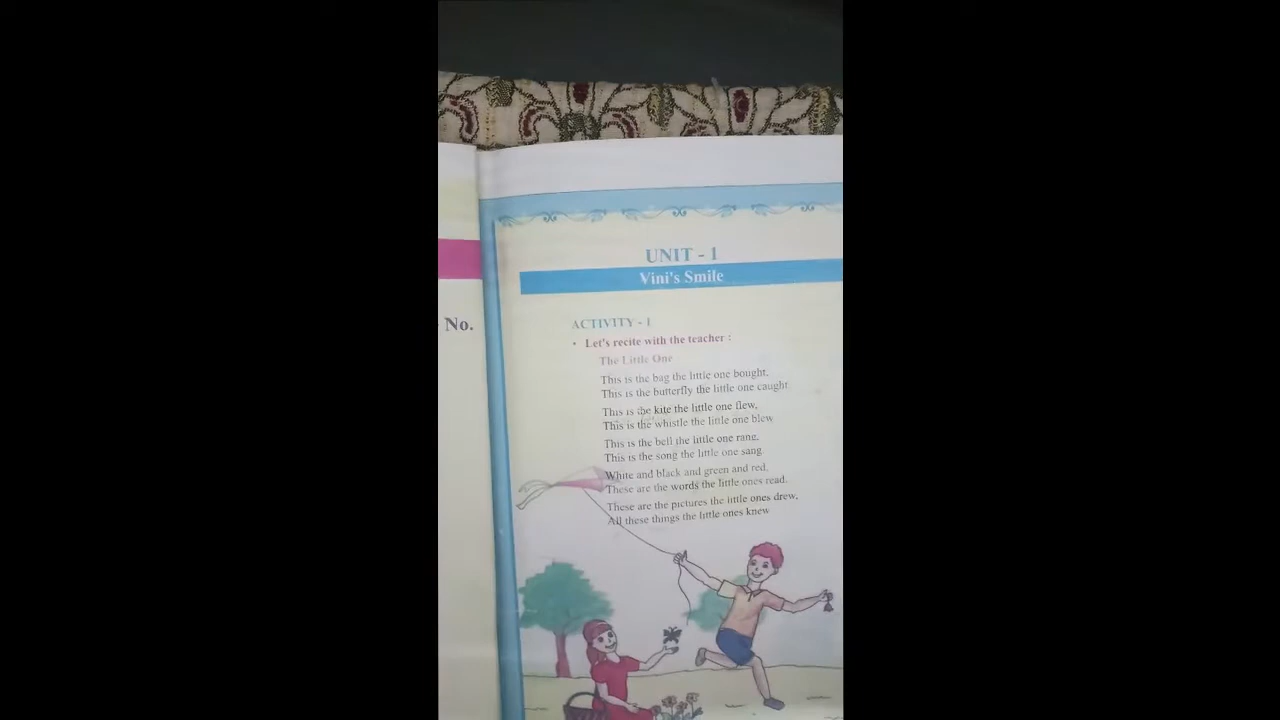 No.
UNIT - 1
Vini's Smile
ACTIVITY - 1
• Let's recite with the teacher :
The Little One
This is the bag the little one bought,
This is the butterfly the little one caught
This is the kite the little one flew,
This is the whistle the little one blew
This is the bell the little one rang,
This is the song the little one sang
White and black and green and red,
These are the words the little ones read.
These are the pictures the little ones drew,
All these things the little ones knew